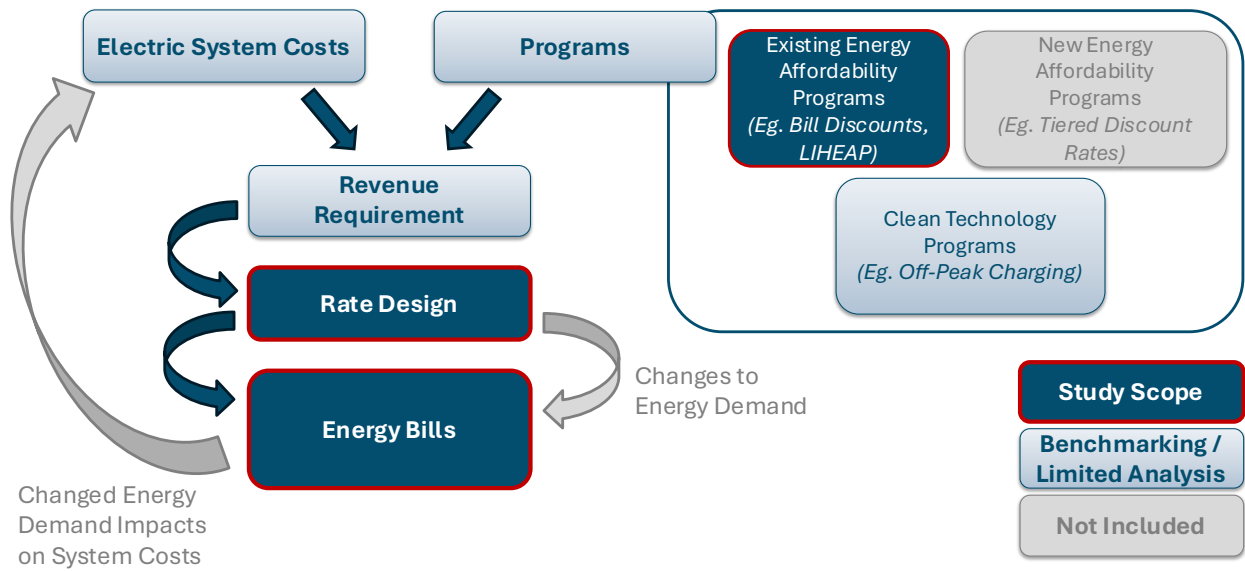 Electric System Costs
Programs
Existing Energy
Affordability
Programs
(Eg. Bill Discounts,
LIHEAP)
New Energy
Affordability
Programs
(Eg. Tiered Discount
Rates)
Revenue
Requirement
Clean Technology
Programs
(Eg. Off-Peak Charging)
Rate Design
Changes to
Energy Demand
Energy Bills
Study Scope
Benchmarking /
Limited Analysis
Not Included
Changed Energy
Demand Impacts
on System Costs